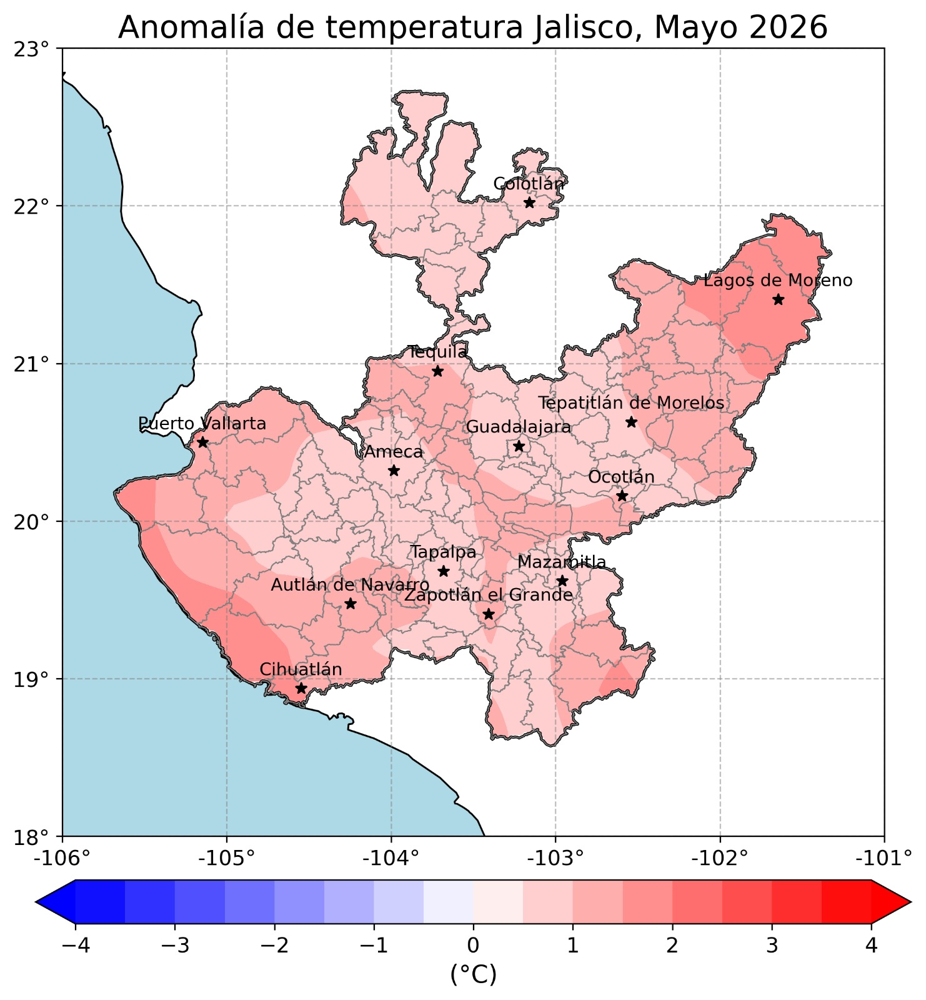 Anomalía de temperatura Jalisco, Mayo 2026
23°
Colotlán
22°
Lagos de Moreno
Tequila
21°
Tepatitlán de Morelos
Puerto Vallarta
Guadalajara
Ameca
Ocotlán
20°
Tapalpa
Mazamitla
Autlán de Navarro
Zapotlán el Grande
Cihuatlán
19°
18°
-106° -105° -104° -103° -102° -101°
−4 −3 −2 −1 0 1 2 3 4
(°C)